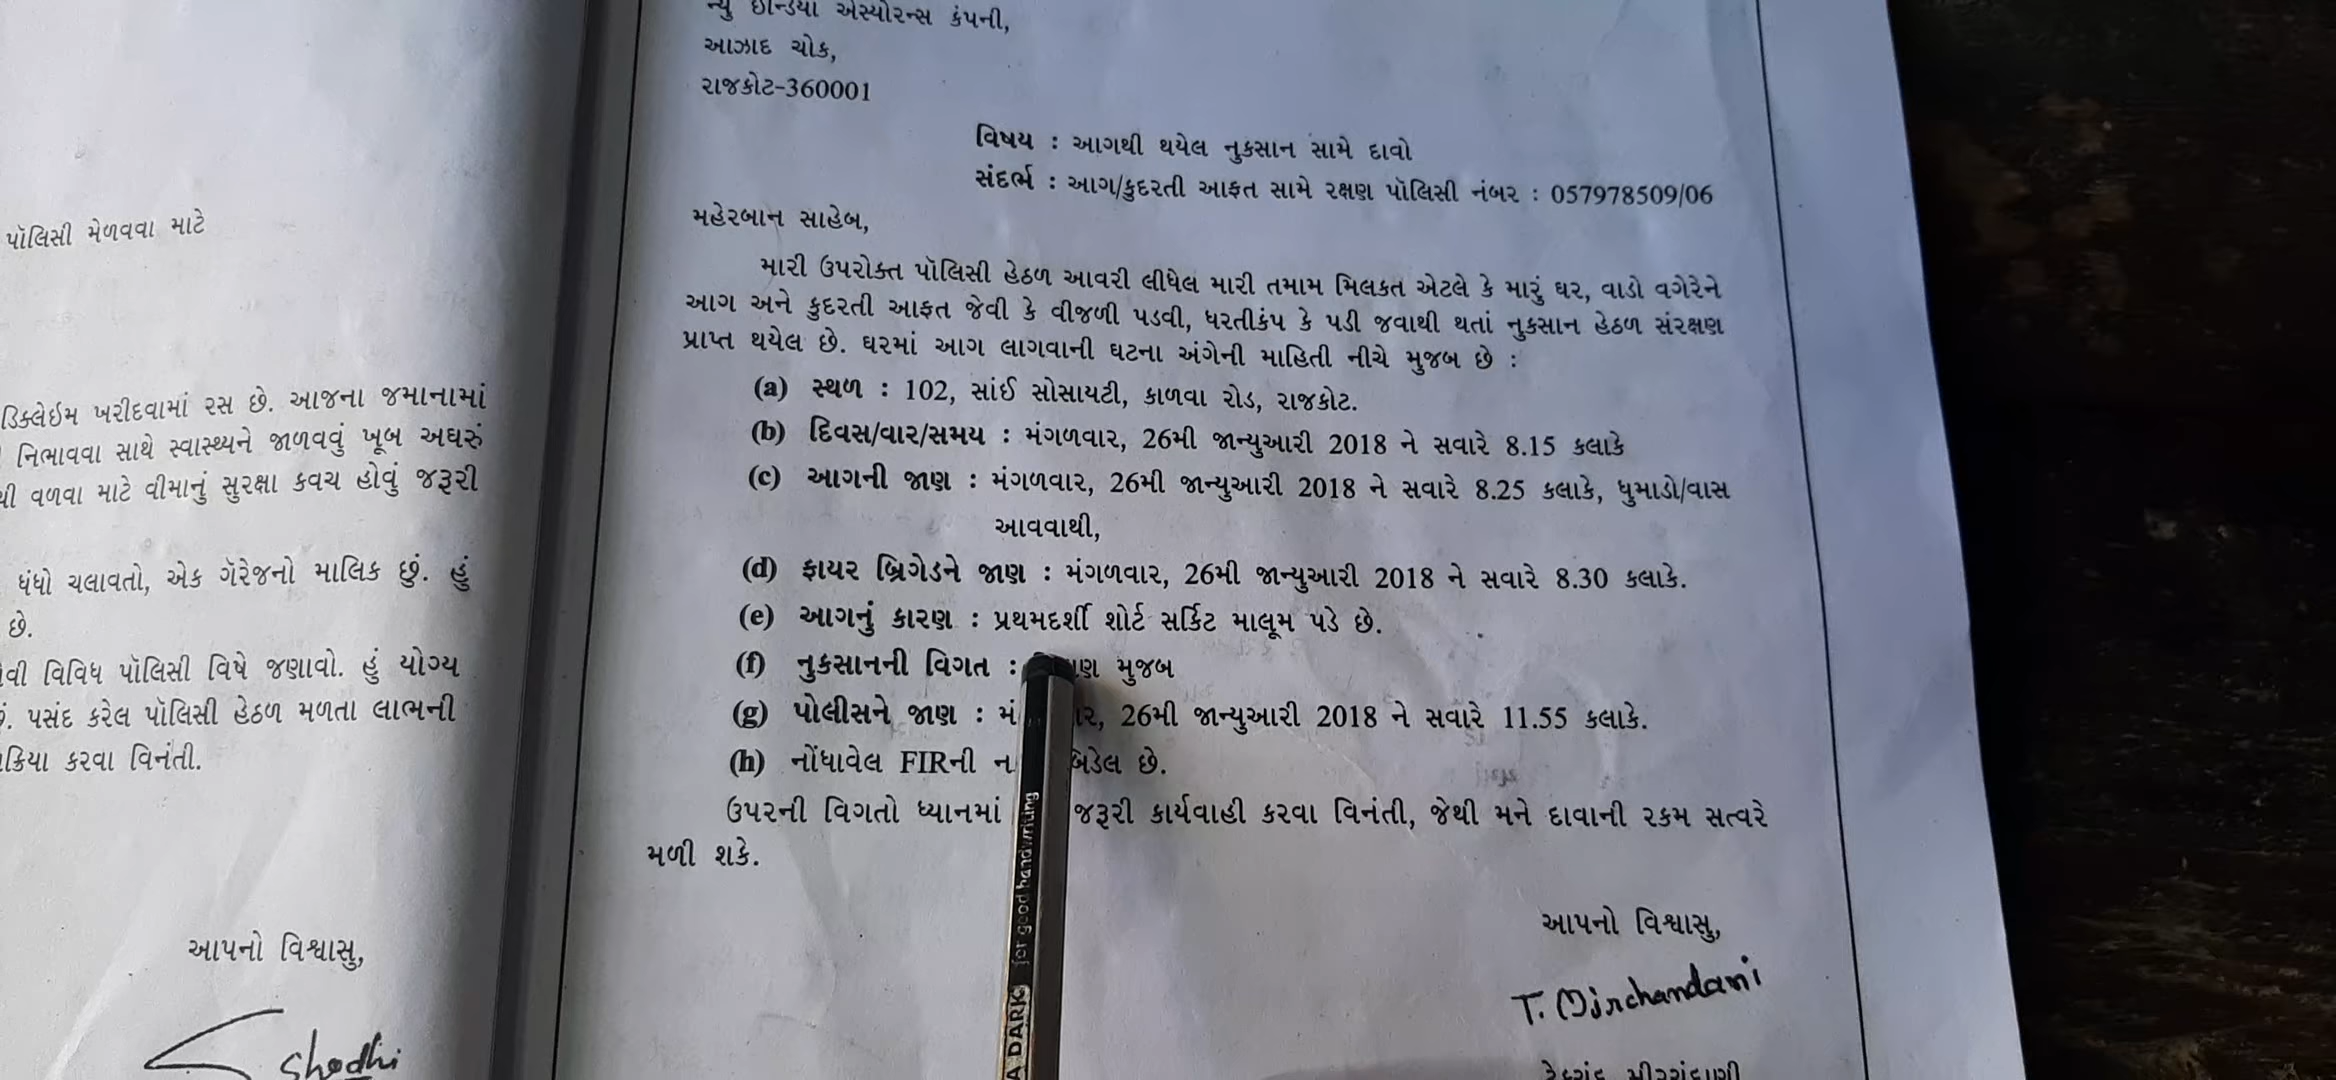 પૉલિસી મેળવવા માટે
ડિક્લેઈમ ખરીદવામાં રસ છે. આજના જમાનામાં
નિભાવવા સાથે સ્વાસ્થ્યને જાળવવું ખૂબ અઘરું
વળવા માટે વીમાનું સુરક્ષા કવચ હોવું જરૂરી
ધંધો ચલાવતો, એક ગૅરેજનો માલિક છું. હું
છે.
વિવિધ પૉલિસી વિષે જણાવો. હું યોગ્ય
પસંદ કરેલ પૉલિસી હેઠળ મળતા લાભની
ક્રિયા કરવા વિનંતી.
આપનો વિશ્વાસુ,
ન્યુ ઇન્ડિયા એસ્યોરન્સ કંપની,
આઝાદ ચોક,
રાજકોટ-360001
વિષય : આગથી થયેલ નુકસાન સામે દાવો
સંદર્ભ : આગ/કુદરતી આફત સામે રક્ષણ પૉલિસી નંબર : 057978509/06
મહેરબાન સાહેબ,
મારી ઉપરોક્ત પૉલિસી હેઠળ આવરી લીધેલ મારી તમામ મિલકત એટલે કે મારું ઘર, વાડો વગેરેને
આગ અને કુદરતી આફત જેવી કે વીજળી પડવી, ધરતીકંપ કે પડી જવાથી થતાં નુકસાન હેઠળ સંરક્ષણ
પ્રાપ્ત થયેલ છે. ઘરમાં આગ લાગવાની ઘટના અંગેની માહિતી નીચે મુજબ છે :
(a) સ્થળ : 102, સાંઈ સોસાયટી, કાળવા રોડ, રાજકોટ.
(b) દિવસ/વાર/સમય : મંગળવાર, 26મી જાન્યુઆરી 2018 ને સવારે 8.15 કલાકે
(c) આગની જાણ : મંગળવાર, 26મી જાન્યુઆરી 2018 ને સવારે 8.25 કલાકે, ધુમાડો/વાસ
આવવાથી,
(d) ફાયર બ્રિગેડને જાણ : મંગળવાર, 26મી જાન્યુઆરી 2018 ને સવારે 8.30 કલાકે.
(e) આગનું કારણ : પ્રથમદર્શી શોર્ટ સર્કિટ માલૂમ પડે છે.
(f) નુકસાનની વિગત : મુજબ
(g) પોલીસને જાણ : 26મી જાન્યુઆરી 2018 ને સવારે 11.55 કલાકે.
(h) નોંધાવેલ FIRની છે.
ઉપરની વિગતો ધ્યાનમાં જરૂરી કાર્યવાહી કરવા વિનંતી, જેથી મને દાવાની રકમ સત્વરે
મળી શકે.
આપનો વિશ્વાસુ,
T. Mirchandani
for good handwriting
DARK